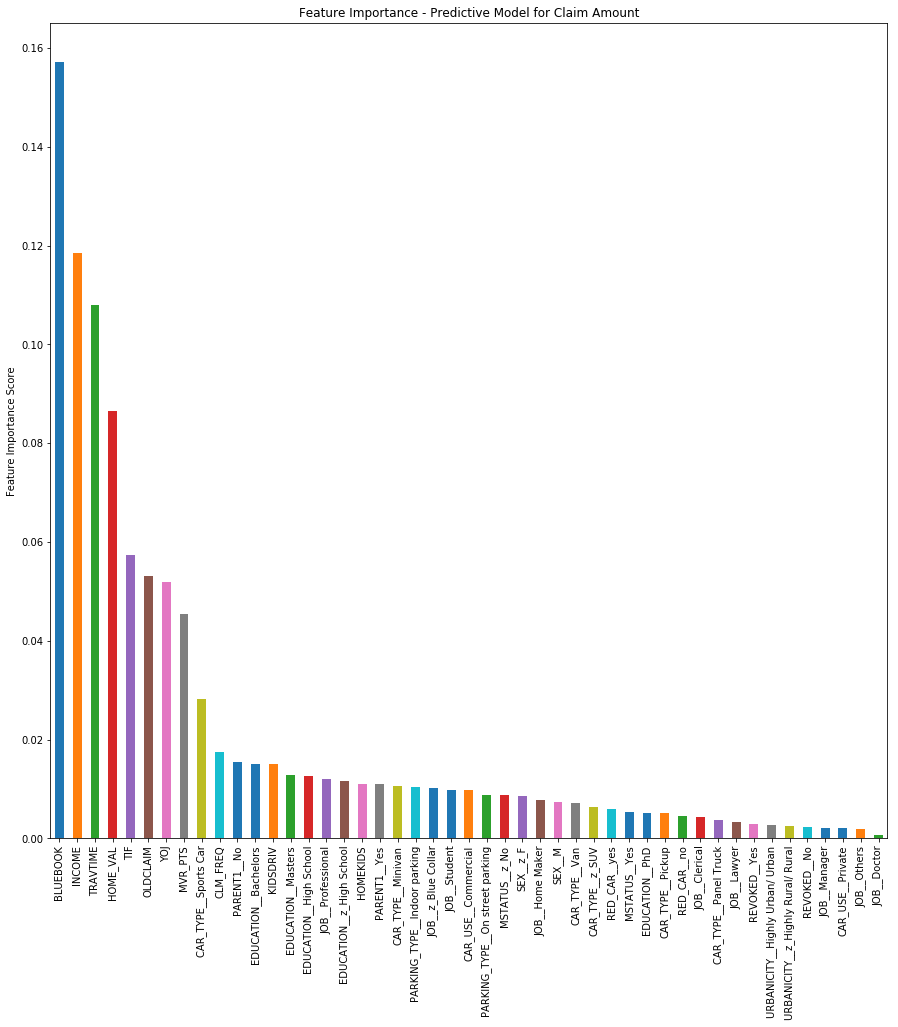 Feature Importance - Predictive Model for Claim Amount
0.16
0.14
0.12
0.10
0.08
0.06
0.04
0.02
0.00
Feature Importance Score
BLUEBOOK
INCOME
TRAVTIME
HOME_VAL
TIF
OLDCLAIM
YOJ
MVR_PTS
CAR_TYPE__Sports Car
CLM_FREQ
PARENT1__No
EDUCATION__Bachelors
KIDSDRIV
EDUCATION__Masters
EDUCATION__High School
JOB__Professional
EDUCATION__z_High School
HOMEKIDS
PARENT1__Yes
CAR_TYPE__Minivan
PARKING_TYPE__Indoor parking
JOB__z_Blue Collar
JOB__Student
CAR_USE__Commercial
PARKING_TYPE__On street parking
MSTATUS__z_No
SEX__z_F
JOB__Home Maker
SEX__M
CAR_TYPE__Van
CAR_TYPE__z_SUV
RED_CAR__yes
MSTATUS__Yes
EDUCATION__PhD
CAR_TYPE__Pickup
RED_CAR__no
JOB__Clerical
CAR_TYPE__Panel Truck
JOB__Lawyer
REVOKED__Yes
URBANICITY__Highly Urban/ Urban
URBANICITY__z_Highly Rural/ Rural
REVOKED__No
JOB__Manager
CAR_USE__Private
JOB__Others
JOB__Doctor